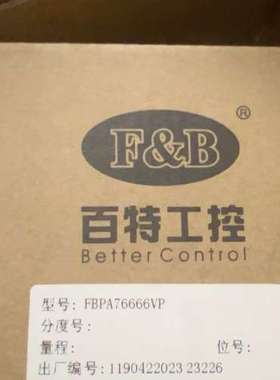 F&B®
百特工控
Better Control
型号: FBPA76666VP
分度号:
量程: 位号:
出厂编号: 1190422023 23226